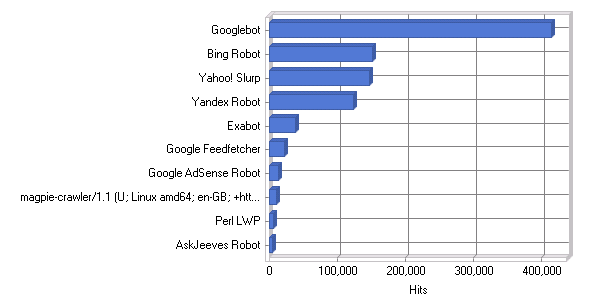 Googlebot
Bing Robot
Yahoo! Slurp
Yandex Robot
Exabot
Google Feedfetcher
Google AdSense Robot
magpie-crawler/1.1 (U; Linux amd64; en-GB; +htt...
Perl LWP
AskJeeves Robot
0 100,000 200,000 300,000 400,000
Hits